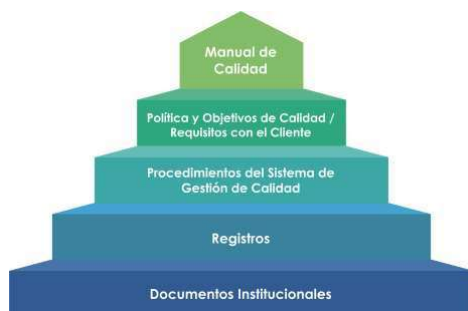 Manual de
Calidad
Política y Objetivos de Calidad /
Requisitos con el Cliente
Procedimientos del Sistema de
Gestión de Calidad
Registros
Documentos Institucionales